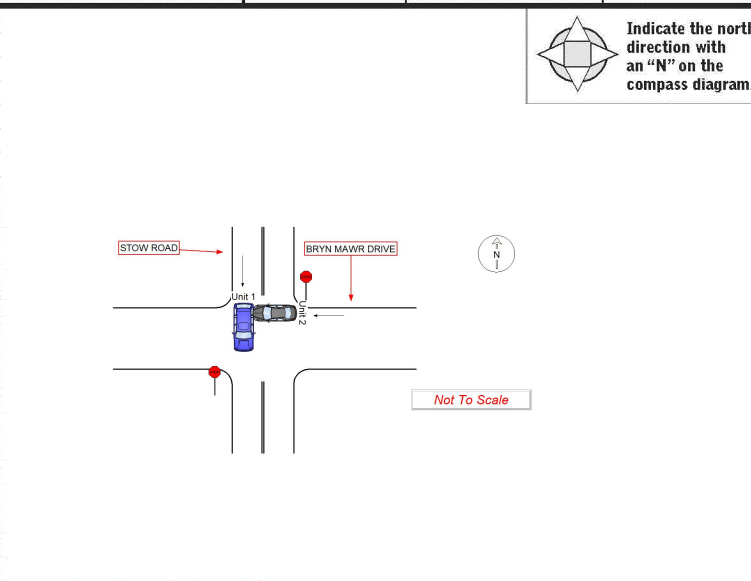 Indicate the north
direction with
an “N” on the
compass diagram.
STOW ROAD
BRYN MAWR DRIVE
N
Unit 1
Unit 2
Not To Scale